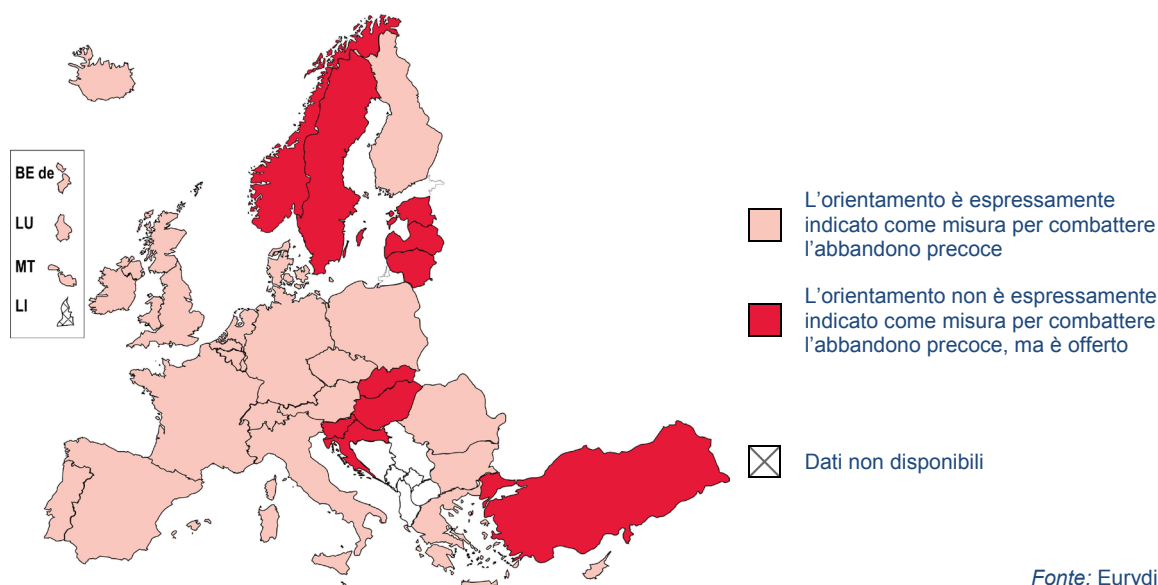 BE de
LU
MT
LI
L'orientamento è espressamente
indicato come misura per combattere
l'abbandono precoce
L'orientamento non è espressamente
indicato come misura per combattere
l'abbandono precoce, ma è offerto
Dati non disponibili
Fonte: Eurydi